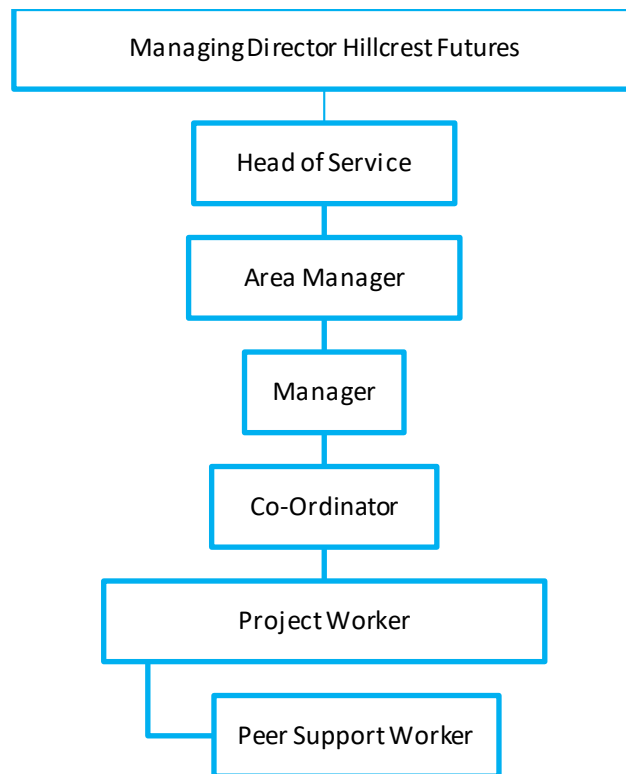 Managing Director Hillcrest Futures
Head of Service
Area Manager
Manager
Co-Ordinator
Project Worker
Peer Support Worker